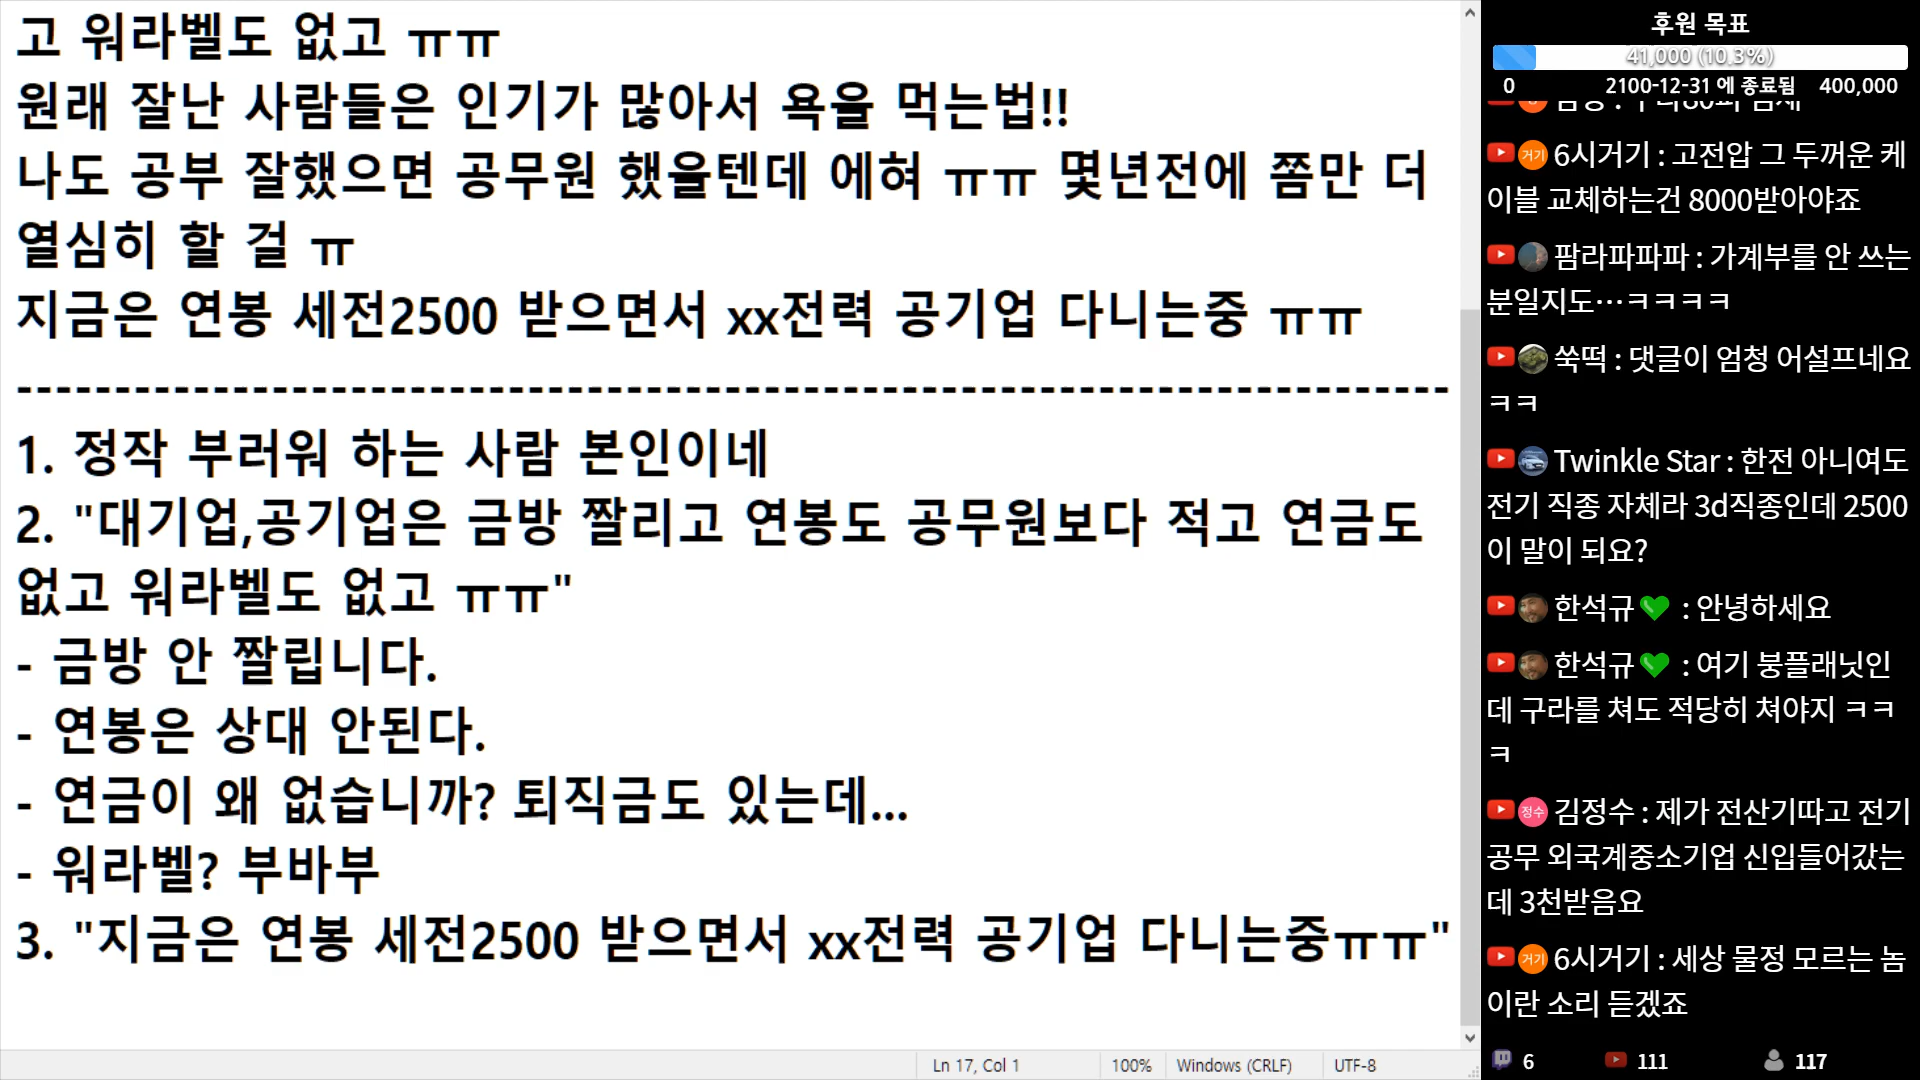 고 워라벨도 없고 ㅠㅠ
원래 잘난 사람들은 인기가 많아서 욕을 먹는법!!
나도 공부 잘했으면 공무원 했을텐데 에혀 ㅠㅠ 몇년전에 쫌만 더
열심히 할 걸 ㅠ
지금은 연봉 세전2500 받으면서 xx전력 공기업 다니는중 ㅠㅠ
--------------------------------------------------------------
1. 정작 부러워 하는 사람 본인이네
2. "대기업,공기업은 금방 짤리고 연봉도 공무원보다 적고 연금도
없고 워라벨도 없고 ㅠㅠ"
- 금방 안 짤립니다.
- 연봉은 상대 안된다.
- 연금이 왜 없습니까? 퇴직금도 있는데...
- 워라벨? 부바부
3. "지금은 연봉 세전2500 받으면서 xx전력 공기업 다니는중ㅠㅠ"
Ln 17, Col 1
100%
Windows (CRLF)
UTF-8
후원 목표
41,000 (10.3%)
0 2100-12-31 에 종료됨 400,000
거기 6시거기 : 고전압 그 두꺼운 케
이블 교체하는건 8000받아야죠
팜라파파파 : 가계부를 안 쓰는
분일지도…ㅋㅋㅋㅋ
쑥떡 : 댓글이 엄청 어설프네요
ㅋㅋ
Twinkle Star : 한전 아니여도
전기 직종 자체라 3d직종인데 2500
이 말이 되요?
한석규💚 : 안녕하세요
한석규💚 : 여기 붕플래닛인
데 구라를 쳐도 적당히 쳐야지 ㅋㅋ
ㅋ
정수 김정수 : 제가 전산기따고 전기
공무 외국계중소기업 신입들어갔는
데 3천받음요
거기 6시거기 : 세상 물정 모르는 놈
이란 소리 듣겠죠
6 111 117